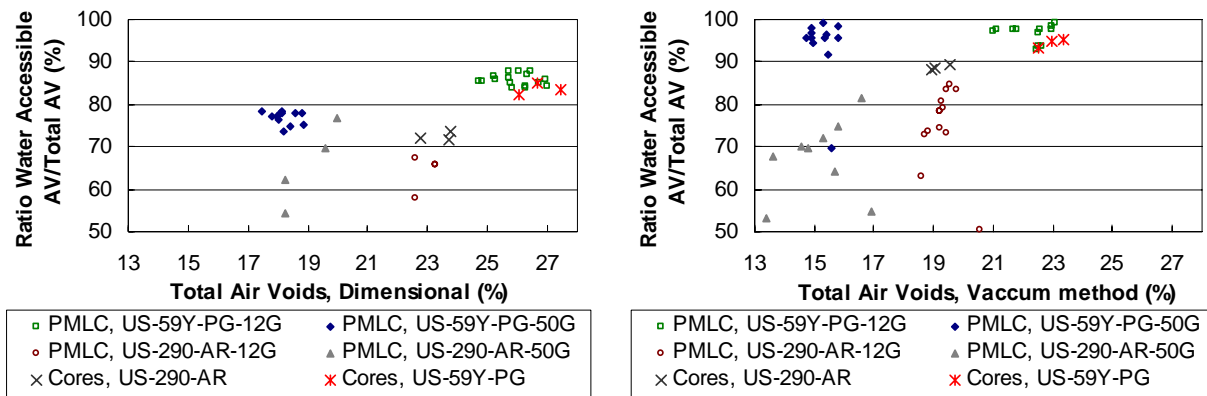 Ratio Water Accessible
AV/Total AV (%)
100
90
80
70
60
50
13 15 17 19 21 23 25 27
Total Air Voids, Dimensional (%)
PMLC, US-59Y-PG-12G PMLC, US-59Y-PG-50G
PMLC, US-290-AR-12G PMLC, US-290-AR-50G
Cores, US-290-AR Cores, US-59Y-PG
Ratio Water Accessible
AV/Total AV (%)
100
90
80
70
60
50
13 15 17 19 21 23 25 27
Total Air Voids, Vaccum method (%)
PMLC, US-59Y-PG-12G PMLC, US-59Y-PG-50G
PMLC, US-290-AR-12G PMLC, US-290-AR-50G
Cores, US-290-AR Cores, US-59Y-PG